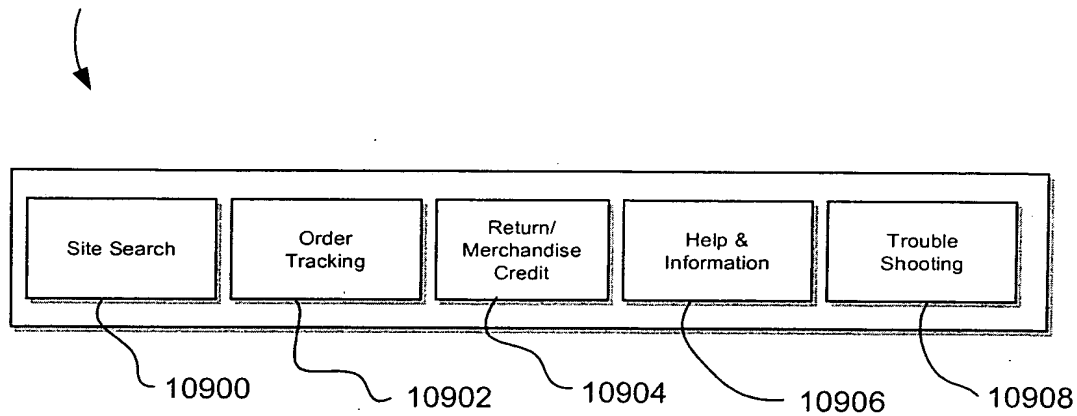 Site Search
Order
Tracking
Return/
Merchandise
Credit
Help &
Information
Trouble
Shooting
10900
10902
10904
10906
10908